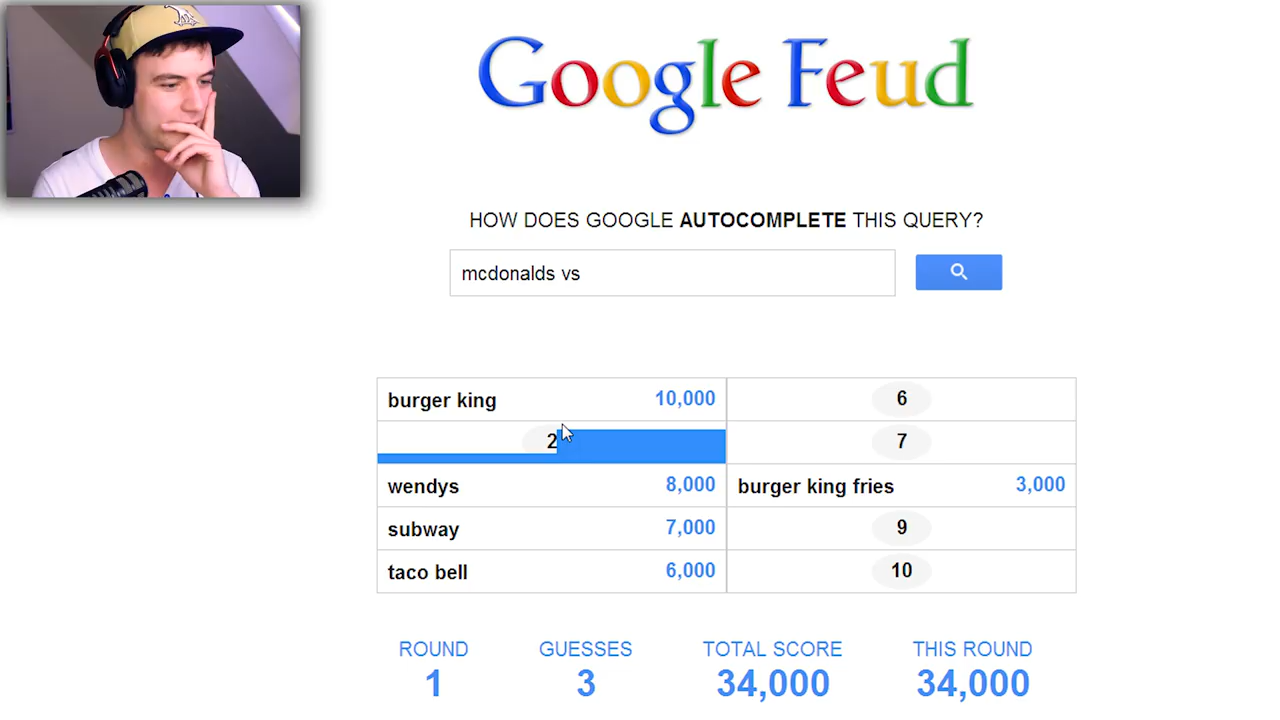 Google Feud
HOW DOES GOOGLE AUTOCOMPLETE THIS QUERY?
mcdonalds vs
burger king 10,000
2
wendys 8,000
subway 7,000
taco bell 6,000
6
7
burger king fries 3,000
9
10
ROUND GUESSES TOTAL SCORE THIS ROUND
1 3 34,000 34,000